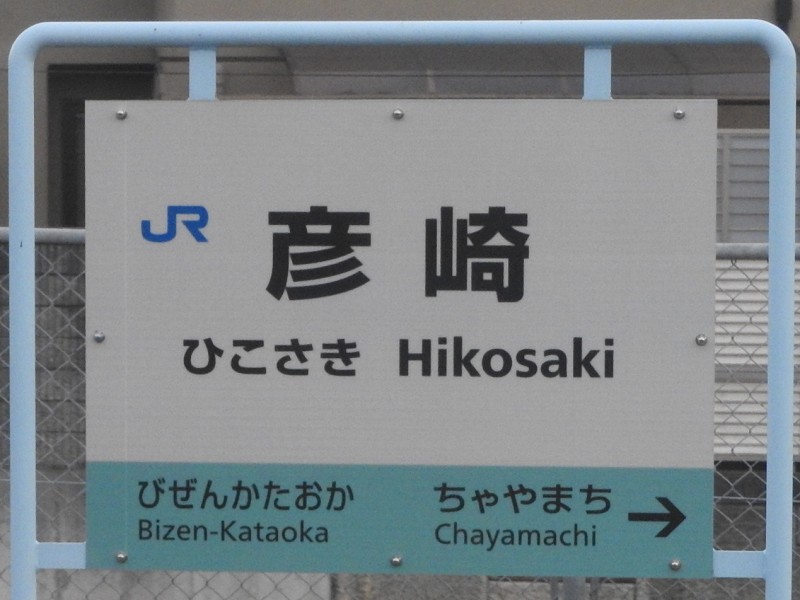 JR 彦崎
ひこさき Hikosaki
びぜんかたおか ちゃやまち →
Bizen-Kataoka Chayamachi